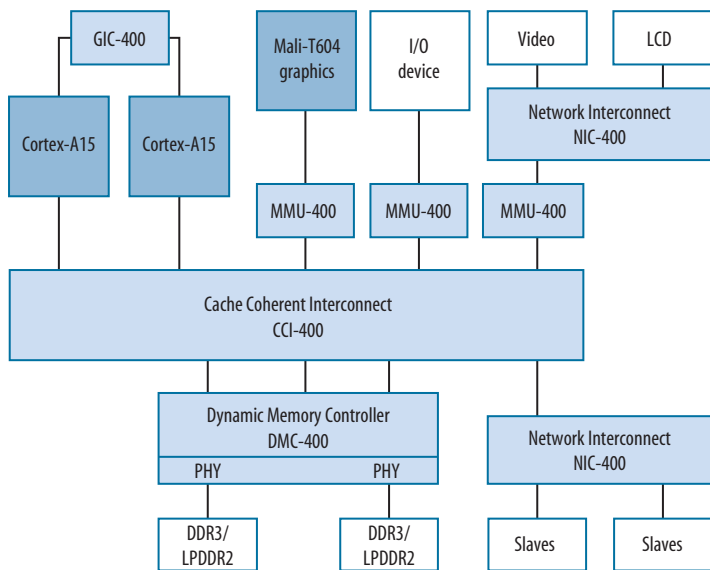 GIC-400
Mali-T604
graphics
I/O
device
Video
LCD
Cortex-A15
Cortex-A15
Network Interconnect
NIC-400
MMU-400
MMU-400
MMU-400
Cache Coherent Interconnect
CCI-400
Dynamic Memory Controller
DMC-400
PHY
PHY
Network Interconnect
NIC-400
DDR3/
LPDDR2
DDR3/
LPDDR2
Slaves
Slaves